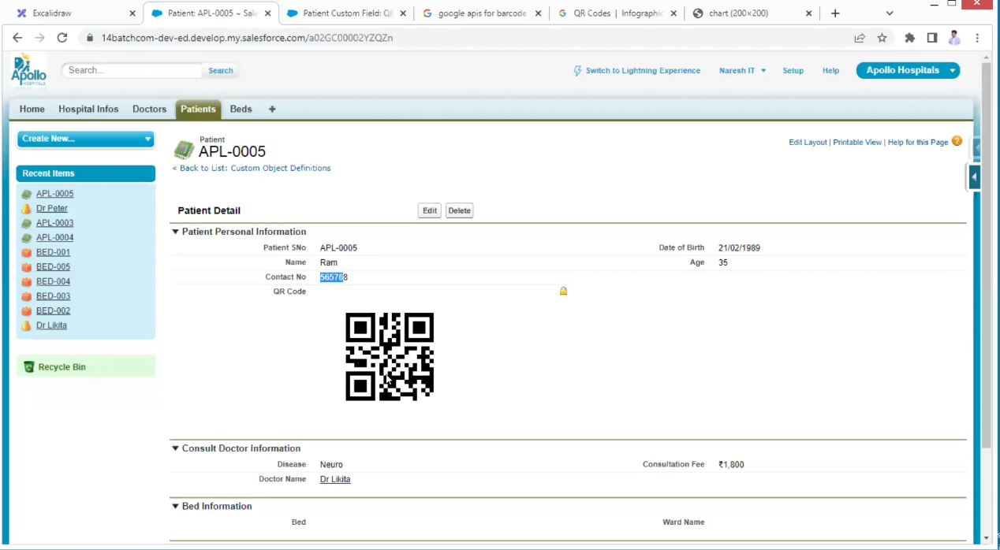 Excalidraw
Patient: APL-0005 ~ Sale
Patient Custom Field: QR
google apis for barcode
QR Codes | Infographic
chart (200×200)
14batchcom-dev-ed.develop.my.salesforce.com/a02GC00002YZQZn
Apollo
HOSPITALS
Search...
Search
Switch to Lightning Experience
Naresh IT
Setup
Help
Apollo Hospitals
Home
Hospital Infos
Doctors
Patients
Beds
Create New...
Recent Items
APL-0005
Dr Peter
APL-0003
APL-0004
BED-001
BED-005
BED-004
BED-003
BED-002
Dr Likita
Recycle Bin
Patient
APL-0005
« Back to List: Custom Object Definitions
Edit Layout | Printable View | Help for this Page
Patient Detail
Edit
Delete
Patient Personal Information
Patient SNo APL-0005 Date of Birth 21/02/1989
Name Ram Age 35
Contact No 565768
QR Code
Consult Doctor Information
Disease Neuro Consultation Fee ₹1,800
Doctor Name Dr Likita
Bed Information
Bed Ward Name